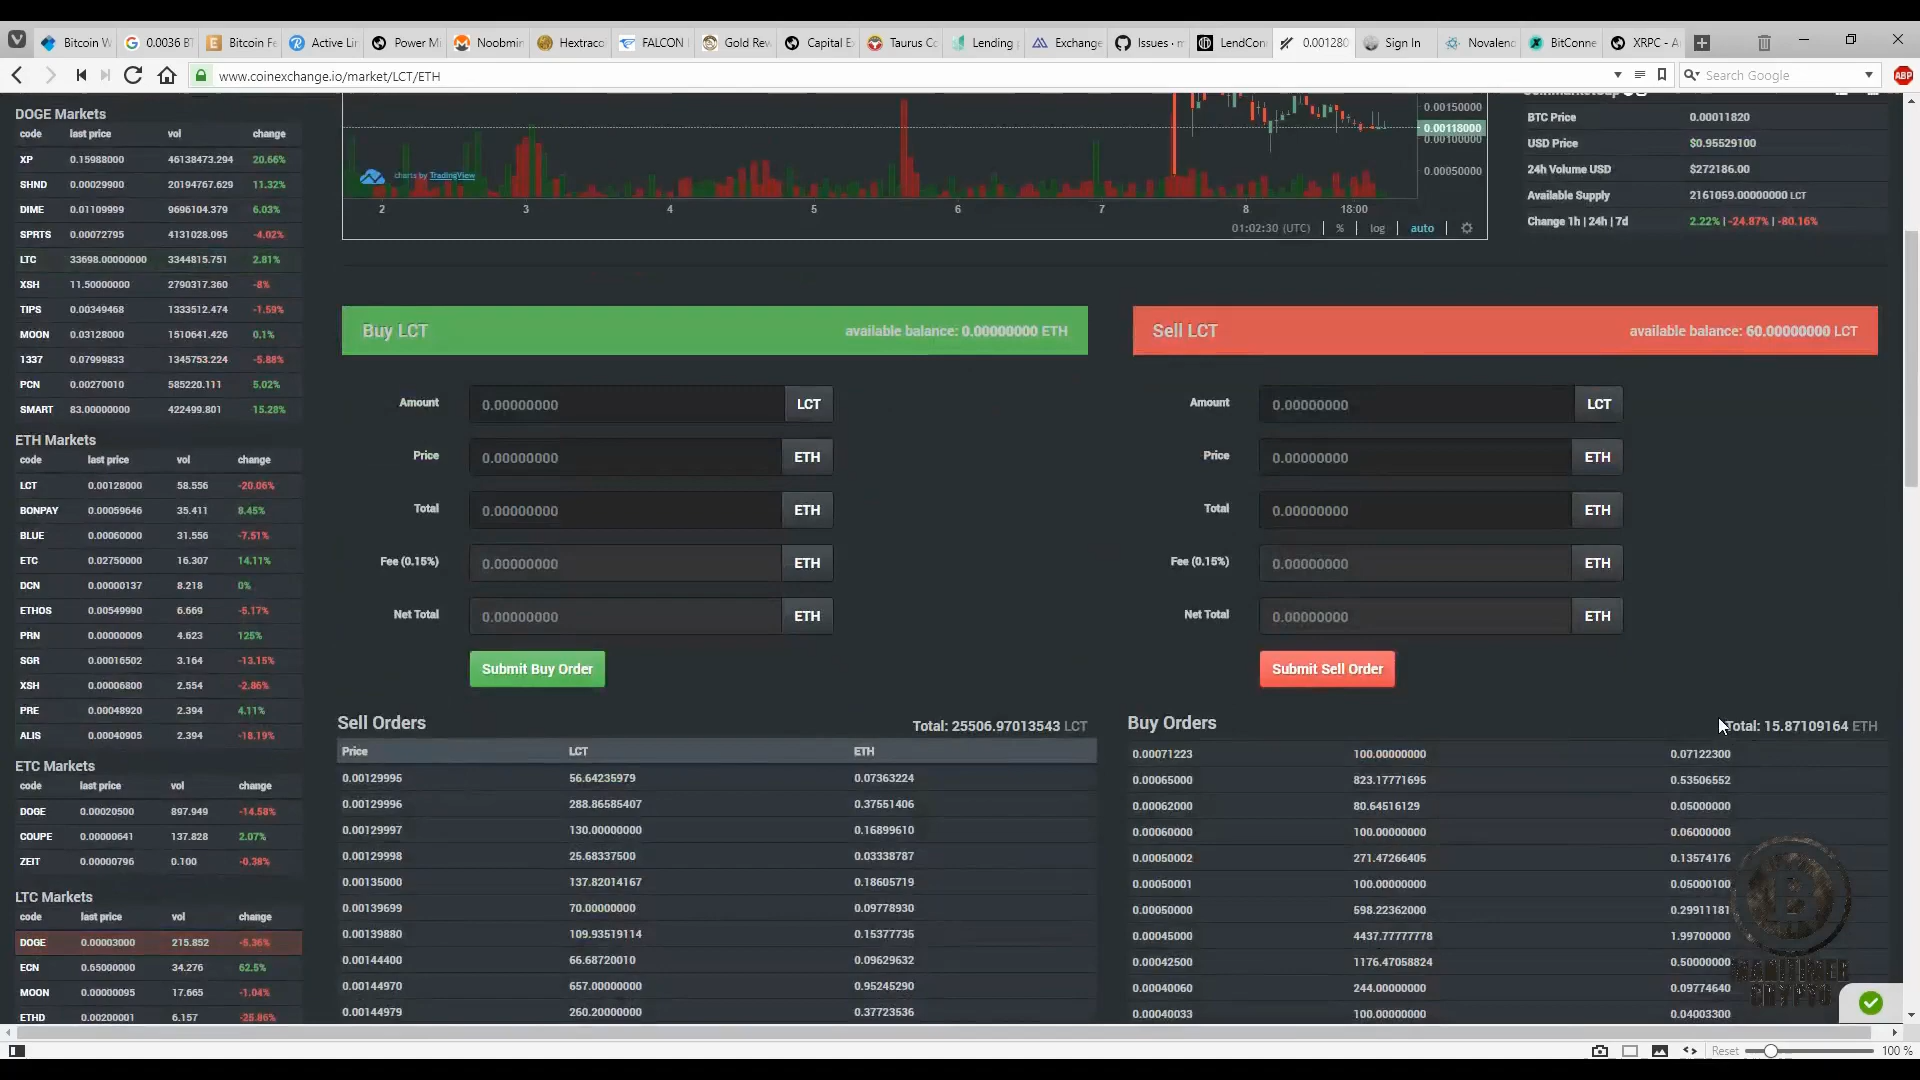 Bitcoin W
0.0036 BT
Bitcoin Fe
Active Lin
Power Mi
Noobmin
Hextraco
FALCON
Gold Rew
Capital Ex
Taurus Co
Lending
Exchange
Issues · m
LendCon
0.001280
Sign In
Novalend
BitConne
XRPC - A
www.coinexchange.io/market/LCT/ETH
Search Google
ABP
DOGE Markets
code last price vol change
XP 0.15988000 46138473.294 20.66%
SHND 0.00029900 20194767.629 11.32%
DIME 0.01109999 9696104.379 6.03%
SPRTS 0.00072795 4131028.095 -4.02%
LTC 33698.00000000 3344815.751 2.81%
XSH 11.50000000 2790317.360 -8%
TIPS 0.00349468 1333512.474 -1.59%
MOON 0.03128000 1510641.426 0.1%
1337 0.07999833 1345753.224 -5.88%
PCN 0.00270010 585220.111 5.02%
SMART 83.00000000 422499.801 15.28%
ETH Markets
code last price vol change
LCT 0.00128000 58.556 -20.06%
BONPAY 0.00059646 35.411 8.45%
BLUE 0.00060000 31.556 -7.51%
ETC 0.02750000 16.307 14.11%
DCN 0.00000137 8.218 0%
ETHOS 0.00549990 6.669 -5.17%
PRN 0.00000009 4.623 125%
SGR 0.00016502 3.164 -13.15%
XSH 0.00006800 2.554 -2.86%
PRE 0.00048920 2.394 4.11%
ALIS 0.00040905 2.394 -18.19%
ETC Markets
code last price vol change
DOGE 0.00020500 897.949 -14.58%
COUPE 0.00000641 137.828 2.07%
ZEIT 0.00000796 0.100 -0.38%
LTC Markets
code last price vol change
DOGE 0.00003000 215.852 -5.36%
ECN 0.65000000 34.276 62.5%
MOON 0.00000095 17.665 -1.04%
ETHD 0.00200001 6.157 -25.86%
0.00150000
0.00118000
0.00100000
0.00050000
charts by TradingView
2 3 4 5 6 7 8 18:00
01:02:30 (UTC) % log auto
BTC Price 0.00011820
USD Price $0.95529100
24h Volume USD $272186.00
Available Supply 2161059.00000000 LCT
Change 1h | 24h | 7d 2.22% | -24.87% | -80.16%
Buy LCT available balance: 0.00000000 ETH
Amount 0.00000000 LCT
Price 0.00000000 ETH
Total 0.00000000 ETH
Fee (0.15%) 0.00000000 ETH
Net Total 0.00000000 ETH
Submit Buy Order
Sell LCT available balance: 60.00000000 LCT
Amount 0.00000000 LCT
Price 0.00000000 ETH
Total 0.00000000 ETH
Fee (0.15%) 0.00000000 ETH
Net Total 0.00000000 ETH
Submit Sell Order
Sell Orders Total: 25506.97013543 LCT
Price LCT ETH
0.00129995 56.64235979 0.07363224
0.00129996 288.86585407 0.37551406
0.00129997 130.00000000 0.16899610
0.00129998 25.68337500 0.03338787
0.00135000 137.82014167 0.18605719
0.00139699 70.00000000 0.09778930
0.00139880 109.93519114 0.15377735
0.00144400 66.68720010 0.09629632
0.00144970 657.00000000 0.95245290
0.00144979 260.20000000 0.37723536
Buy Orders Total: 15.87109164 ETH
0.00071223 100.00000000 0.07122300
0.00065000 823.17771695 0.53506552
0.00062000 80.64516129 0.05000000
0.00060000 100.00000000 0.06000000
0.00050002 271.47266405 0.13574176
0.00050001 100.00000000 0.05000100
0.00050000 598.22362000 0.29911181
0.00045000 4437.77777778 1.99700000
0.00042500 1176.47058824 0.50000000
0.00040060 244.00000000 0.09774640
0.00040033 100.00000000 0.04003300
CRYPTO
Reset 100 %